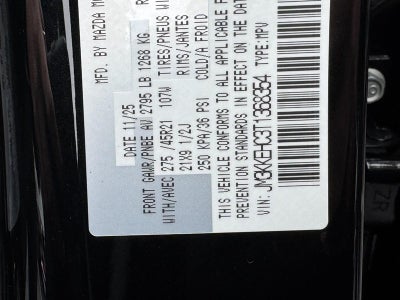 MFD. BY MAZDA
DATE 11/25
FRONT GAWR/PNBE AV 2795 LB 1268 KG
WITH/AVEC 275 /45R21 107W TIRES/PNEUS
21X9 1/2J RIMS/JANTES
250 KPA/36 PSI COLD/A FROID
THIS VEHICLE CONFORMS TO ALL APPLICABLE
PREVENTION STANDARDS IN EFFECT ON THE
VIN: JM3KKEHC3T1368354 TYPE: MPV